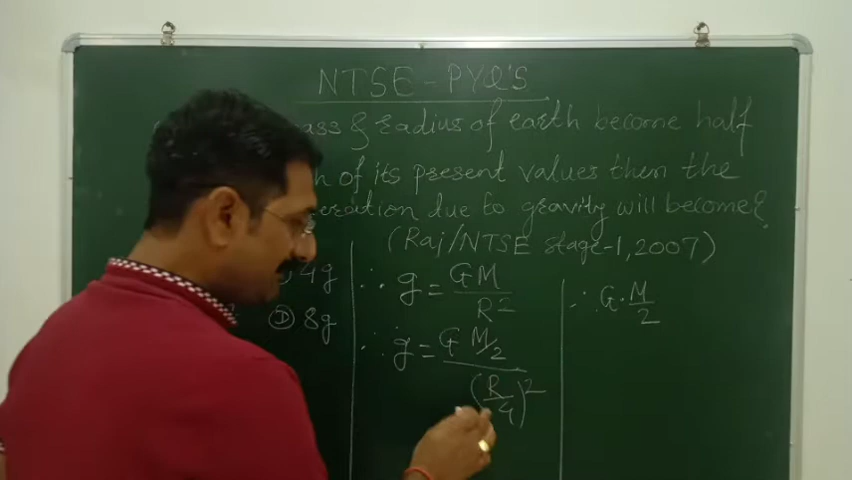 NTSE - PYQ'S
ass & radius of earth become half
of its present values then the
eration due to gravity will become?
(Raj/NTSE Stage-1, 2007)
4g
Ⓓ 8g
∴ g = GM / R²
∴ g = G M/2 / (R/4)²
∴ G · M/2